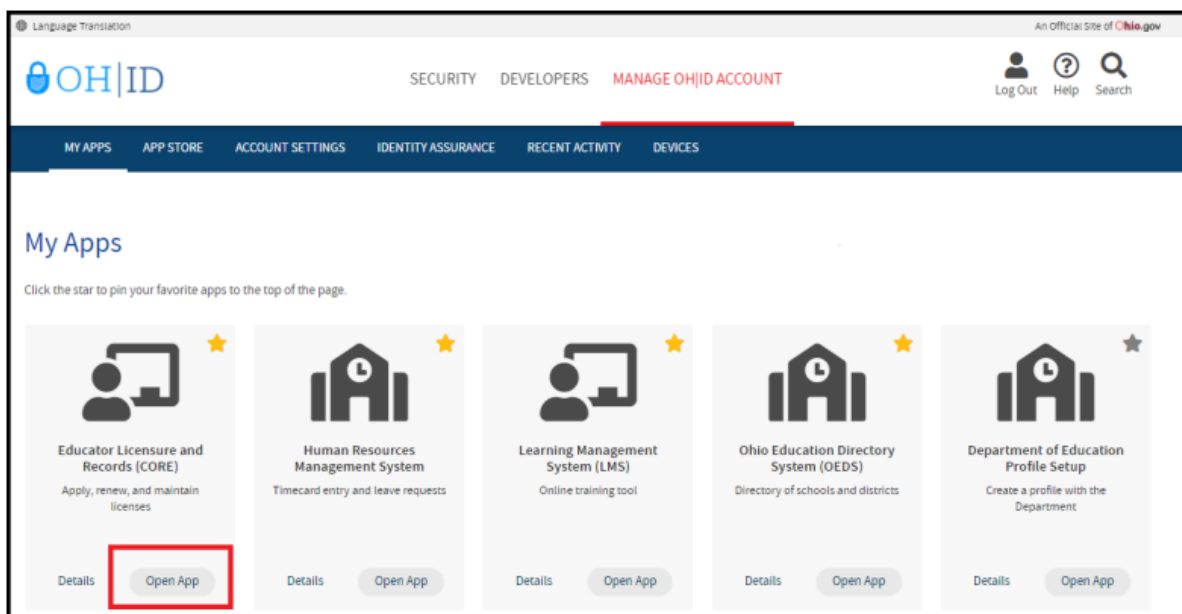 Language Translation
An Official Site of Ohio.gov
OH|ID
SECURITY DEVELOPERS MANAGE OH|ID ACCOUNT
Log Out Help Search
MY APPS APP STORE ACCOUNT SETTINGS IDENTITY ASSURANCE RECENT ACTIVITY DEVICES
My Apps
Click the star to pin your favorite apps to the top of the page.
Educator Licensure and
Records (CORE)
Apply, renew, and maintain
licenses
Details Open App
Human Resources
Management System
Timecard entry and leave requests
Details Open App
Learning Management
System (LMS)
Online training tool
Details Open App
Ohio Education Directory
System (OEDS)
Directory of schools and districts
Details Open App
Department of Education
Profile Setup
Create a profile with the
Department
Details Open App